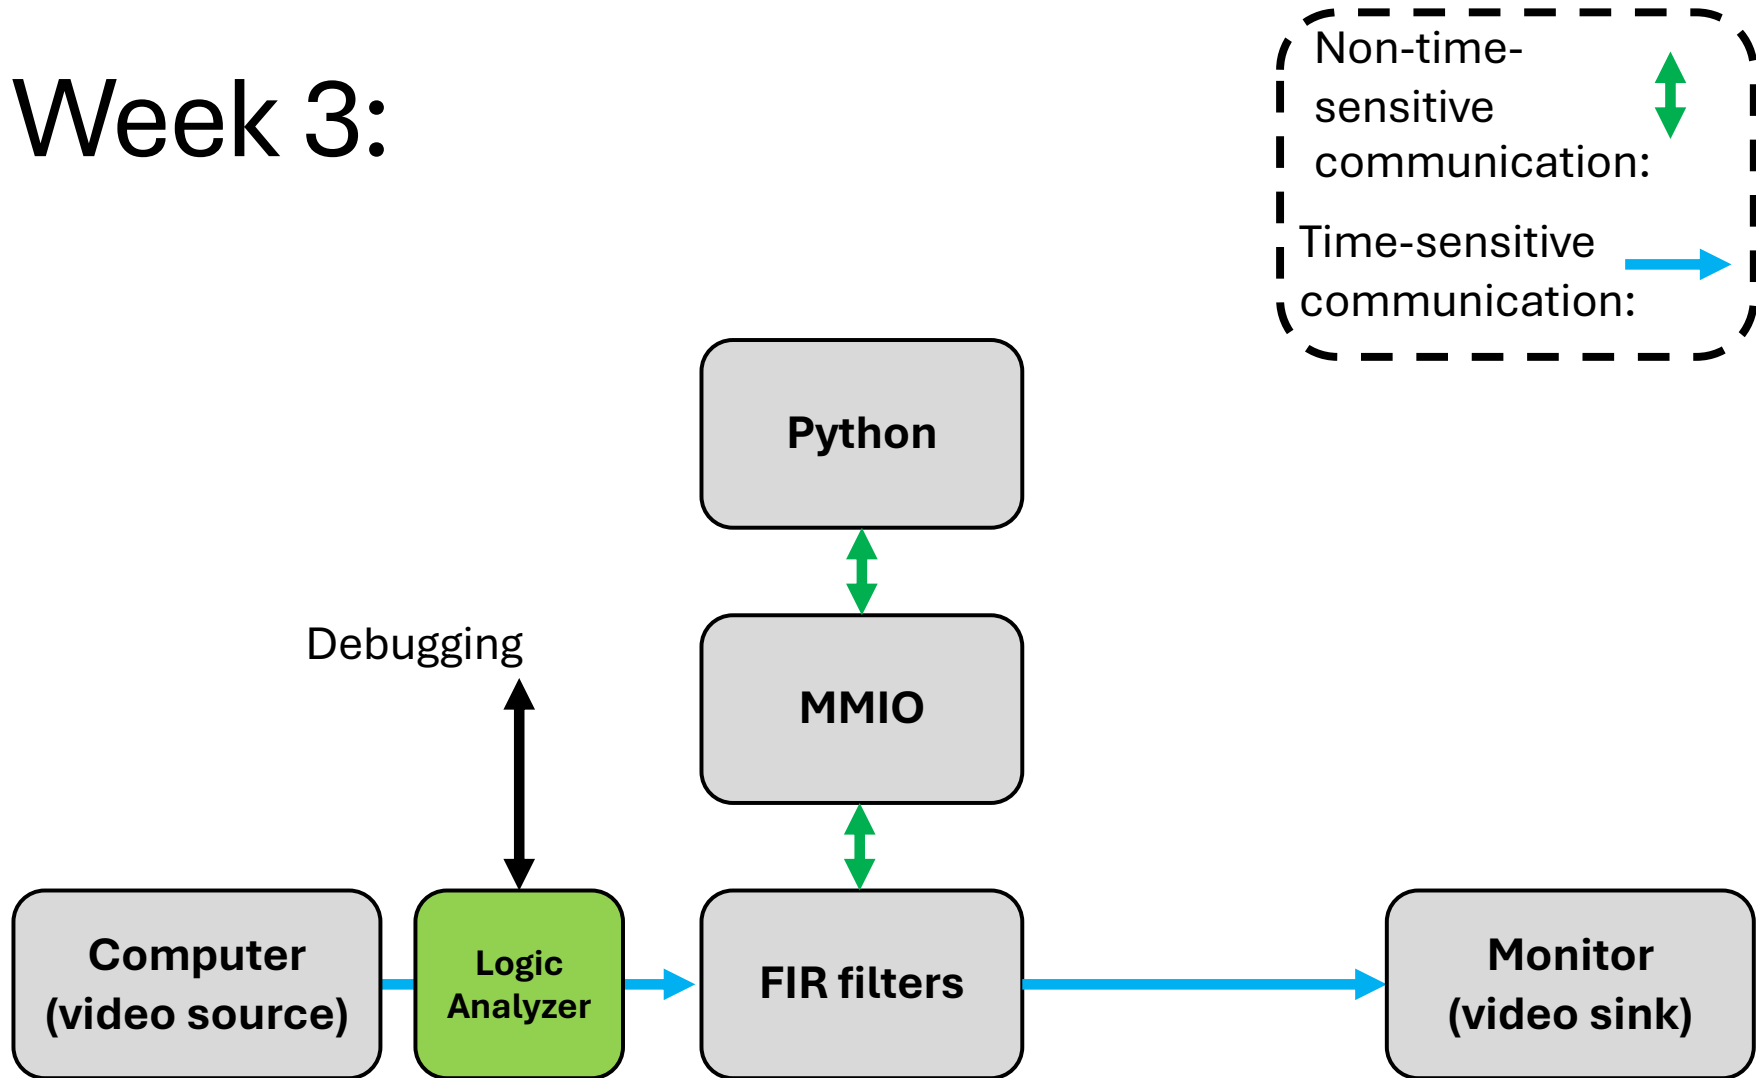 Week 3:
Non-time-
sensitive
communication:
Time-sensitive
communication:
Python
Debugging
MMIO
Computer
(video source)
Logic
Analyzer
FIR filters
Monitor
(video sink)